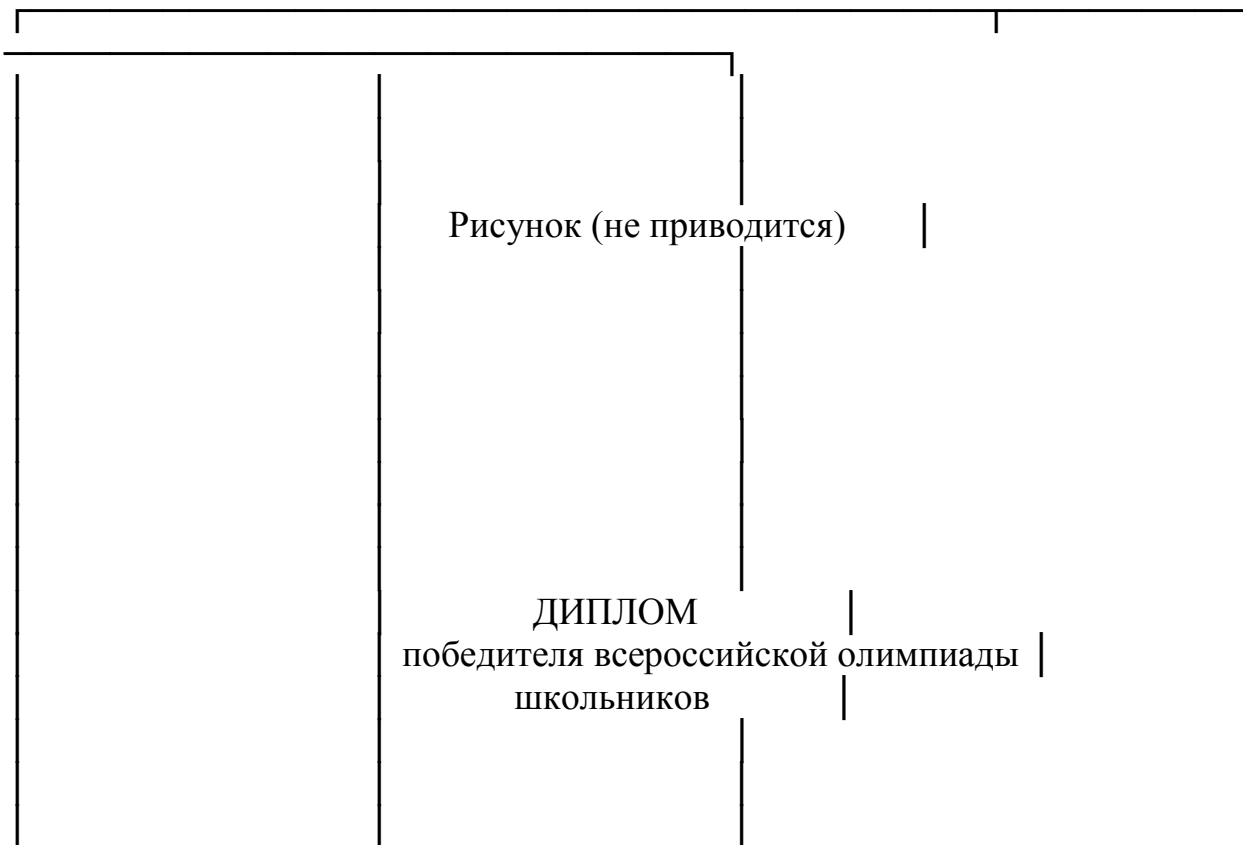 Рисунок (не приводится)
ДИПЛОМ
победителя всероссийской олимпиады
школьников